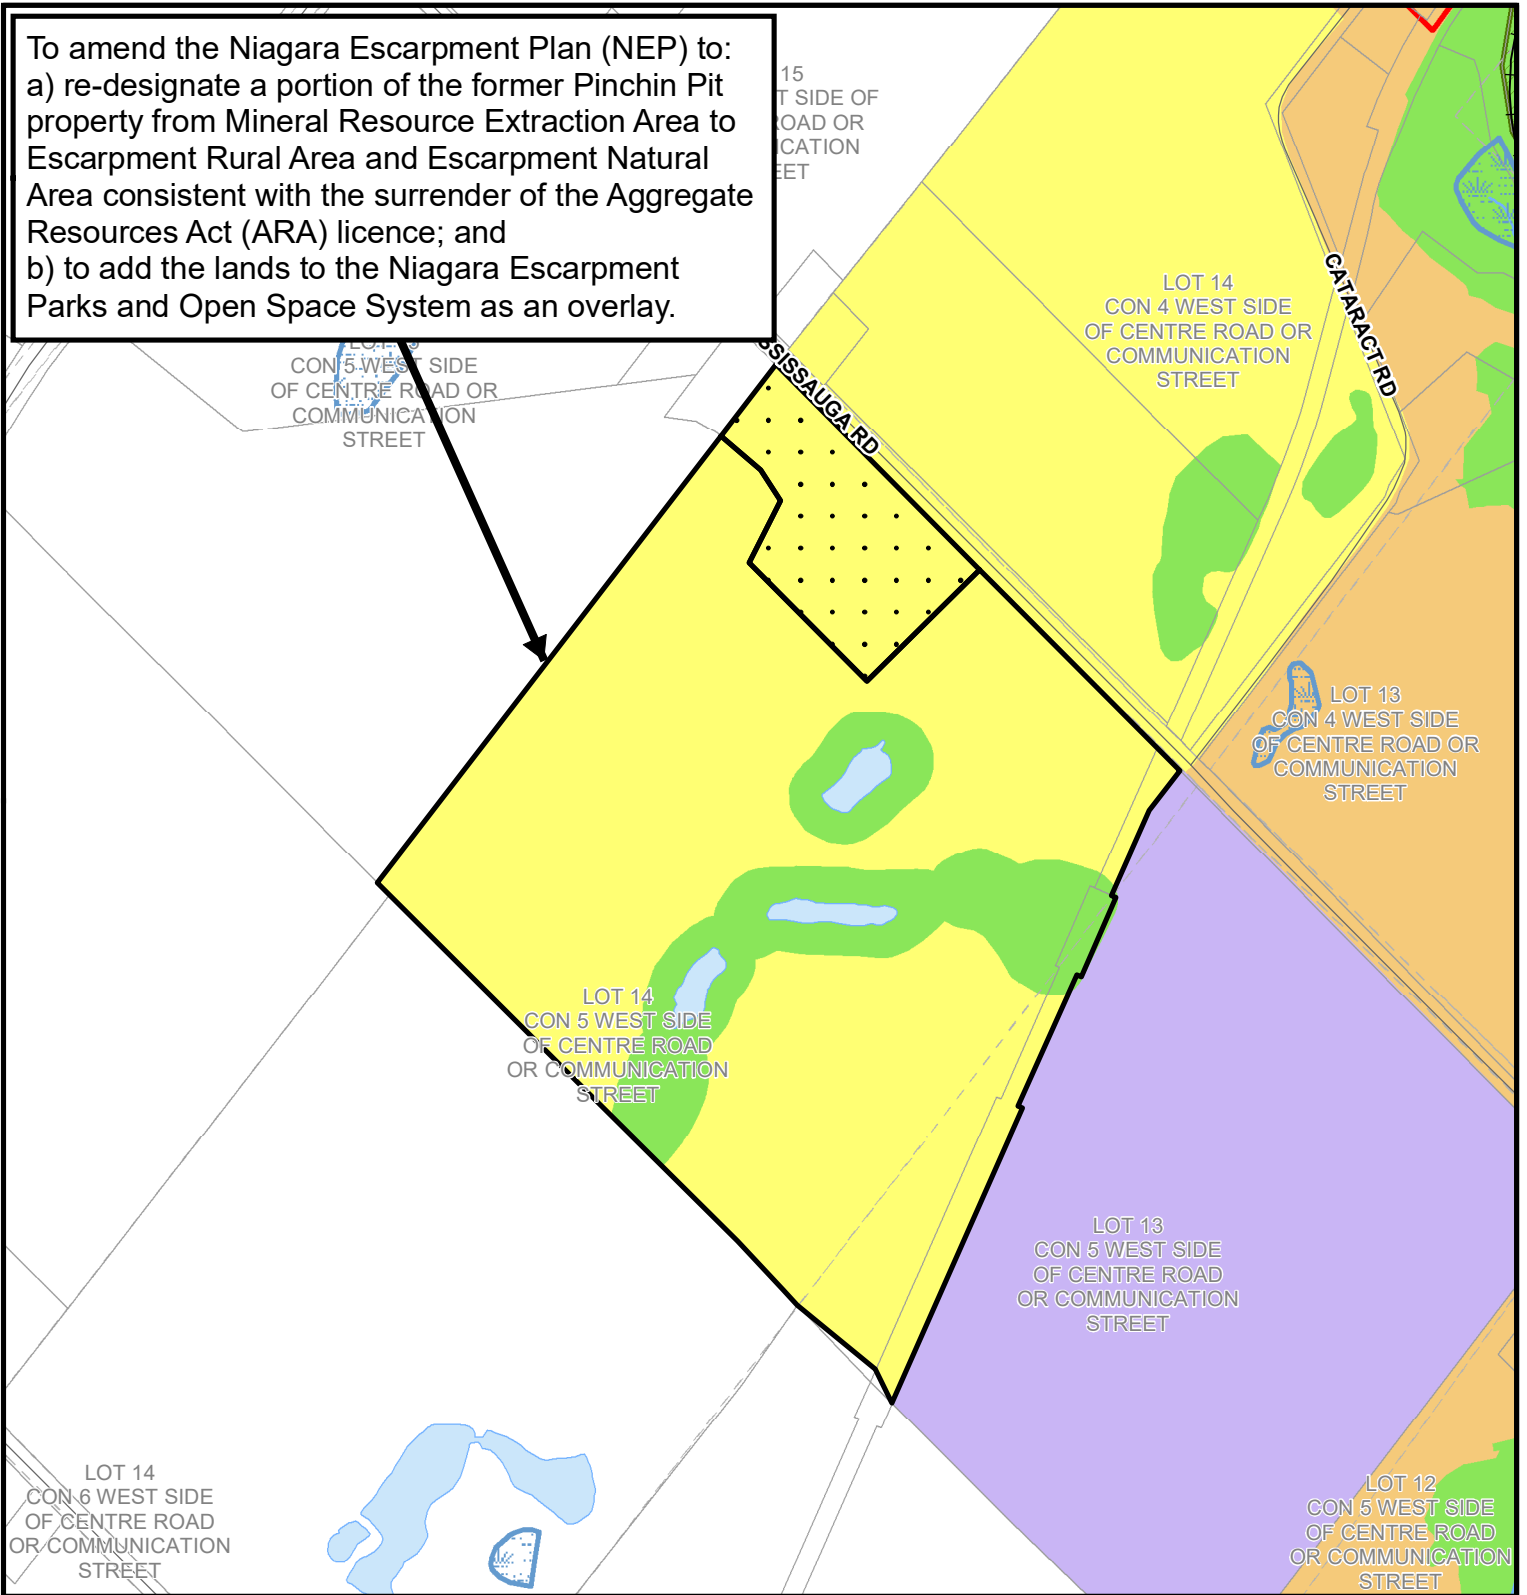 To amend the Niagara Escarpment Plan (NEP) to:
a) re-designate a portion of the former Pinchin Pit
property from Mineral Resource Extraction Area to
Escarpment Rural Area and Escarpment Natural
Area consistent with the surrender of the Aggregate
Resources Act (ARA) licence; and
b) to add the lands to the Niagara Escarpment
Parks and Open Space System as an overlay.
15
T SIDE OF
ROAD OR
ICATION
EET
LOT 14
CON 4 WEST SIDE
OF CENTRE ROAD OR
COMMUNICATION
STREET
CATARACT RD
SSISSAUGA RD
CON 5 WEST SIDE
OF CENTRE ROAD OR
COMMUNICATION
STREET
LOT 13
CON 4 WEST SIDE
OF CENTRE ROAD OR
COMMUNICATION
STREET
LOT 14
CON 5 WEST SIDE
OF CENTRE ROAD
OR COMMUNICATION
STREET
LOT 13
CON 5 WEST SIDE
OF CENTRE ROAD
OR COMMUNICATION
STREET
LOT 14
CON 6 WEST SIDE
OF CENTRE ROAD
OR COMMUNICATION
STREET
LOT 12
CON 5 WEST SIDE
OF CENTRE ROAD
OR COMMUNICATION
STREET